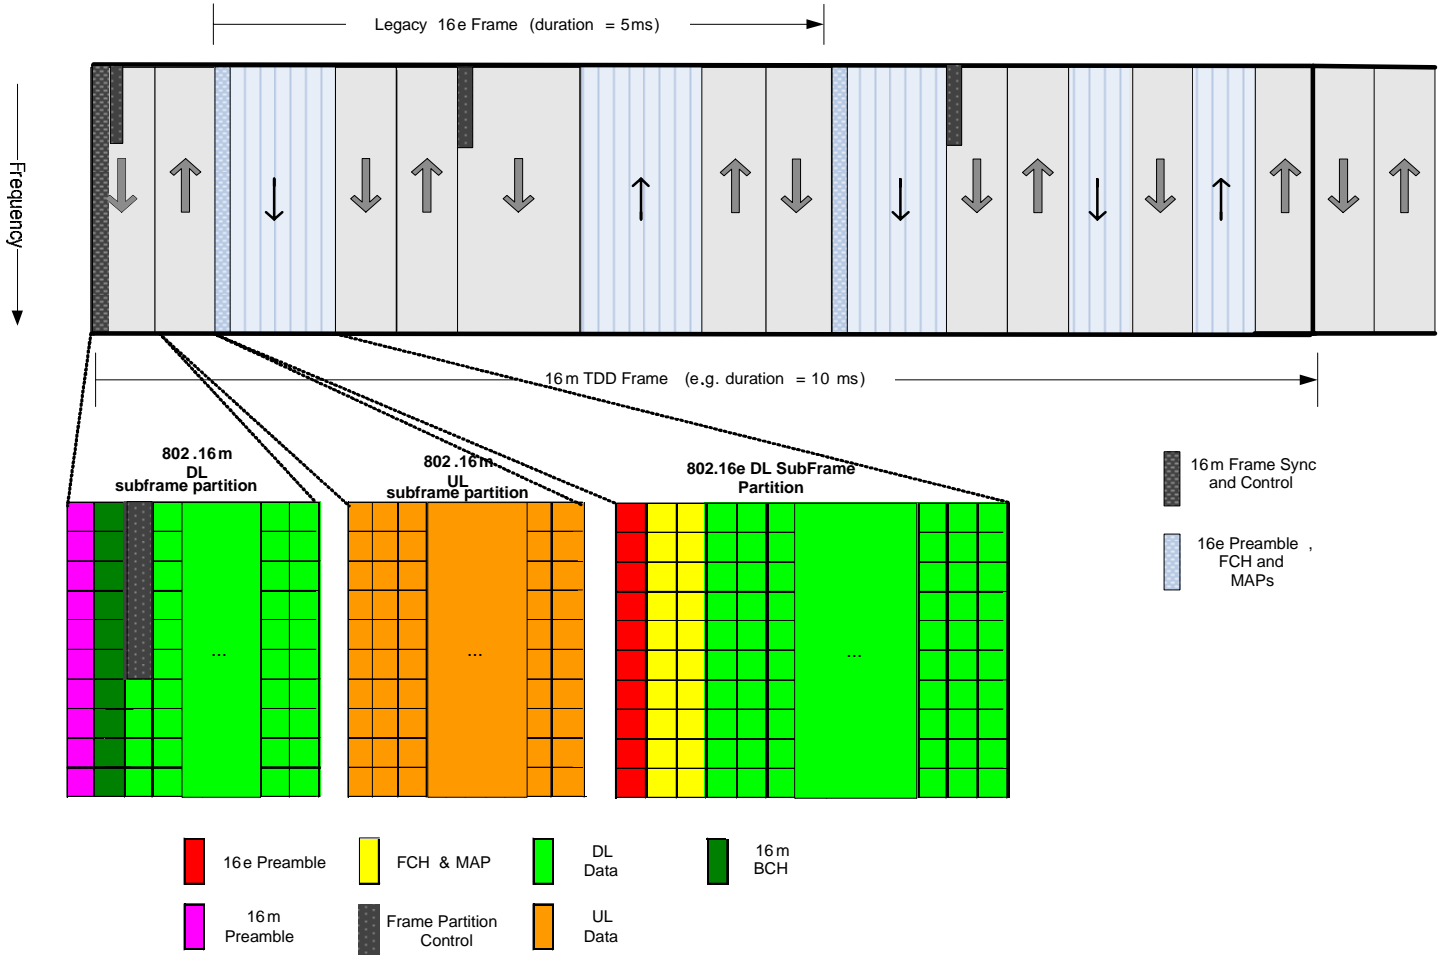 Legacy 16e Frame (duration = 5ms)
Frequency
16m TDD Frame (e.g. duration = 10 ms)
802.16m
DL
subframe partition
802.16m
UL
subframe partition
802.16e DL SubFrame
Partition
16m Frame Sync
and Control
16e Preamble ,
FCH and
MAPs
...
...
...
16e Preamble
FCH & MAP
DL
Data
16m
BCH
16m
Preamble
Frame Partition
Control
UL
Data